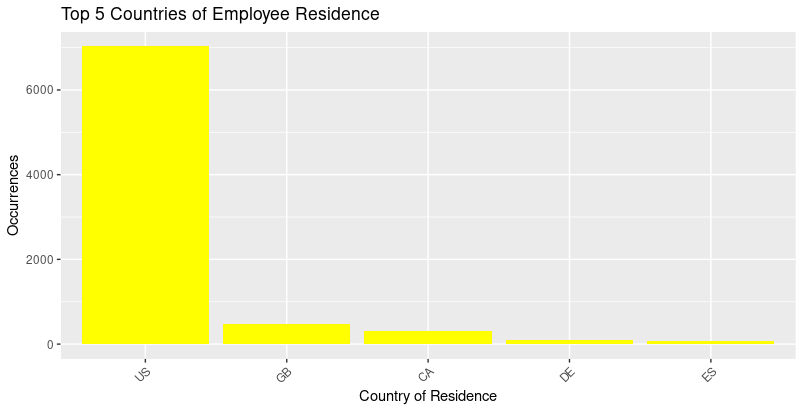 Top 5 Countries of Employee Residence
Occurrences
6000
4000
2000
0
US
GB
CA
DE
ES
Country of Residence